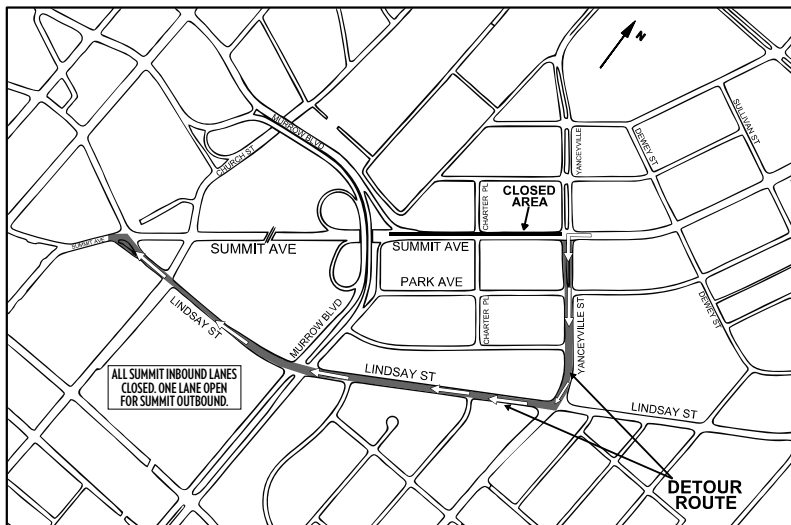 N
MURROW BLVD
CHURCH ST
YANCEYVILLE
DEWEY ST
SULLIVAN ST
CHARTER PL
CLOSED
AREA
SUMMIT AVE
SUMMIT AVE
SUMMIT AVE
PARK AVE
LINDSAY ST
MURROW BLVD
CHARTER PL
YANCEYVILLE ST
DEWEY ST
ALL SUMMIT INBOUND LANES
CLOSED. ONE LANE OPEN
FOR SUMMIT OUTBOUND.
LINDSAY ST
LINDSAY ST
DETOUR
ROUTE